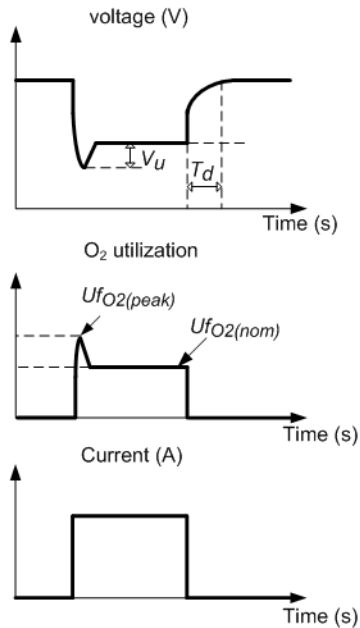 voltage (V)
Vu
Td
Time (s)
O2 utilization
UfO2(peak)
UfO2(nom)
Time (s)
Current (A)
Time (s)